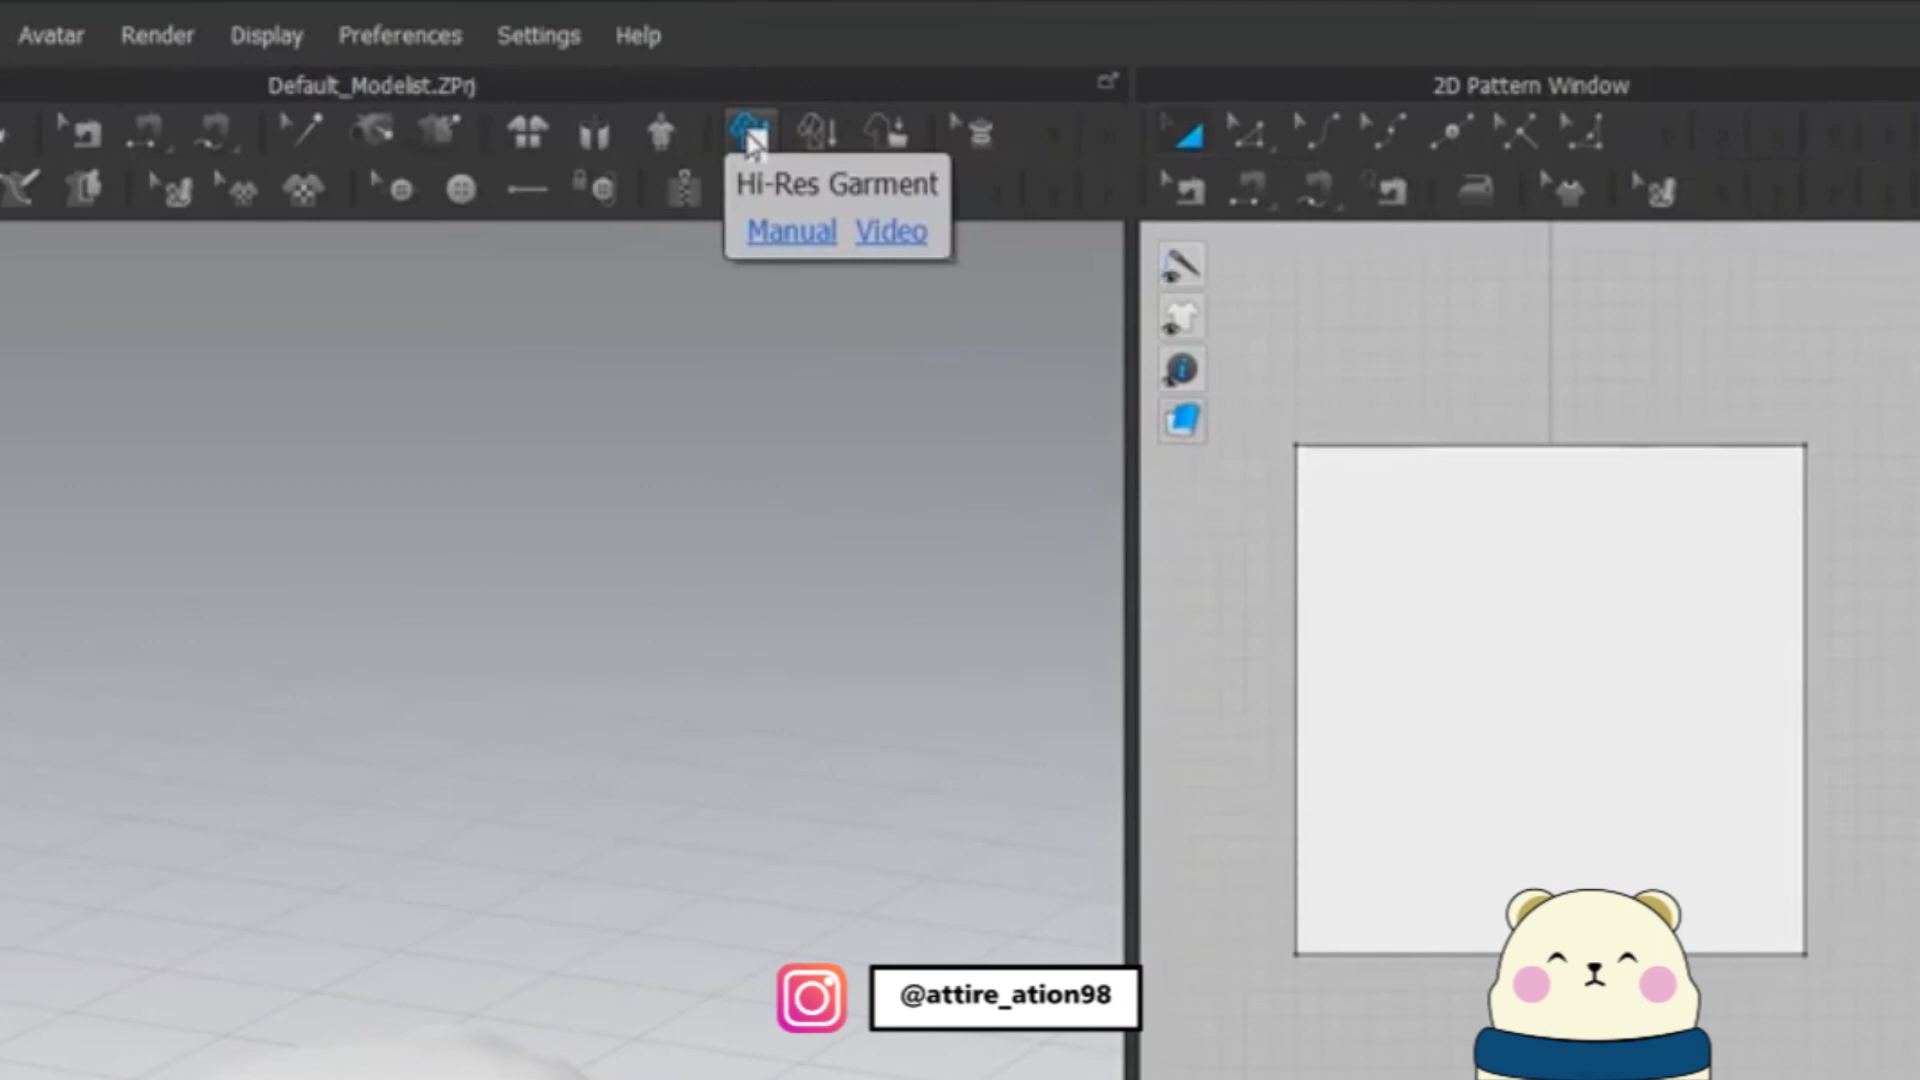 Avatar Render Display Preferences Settings Help
Default_Modelist.ZPrj
2D Pattern Window
Hi-Res Garment
Manual Video
@attire_ation98